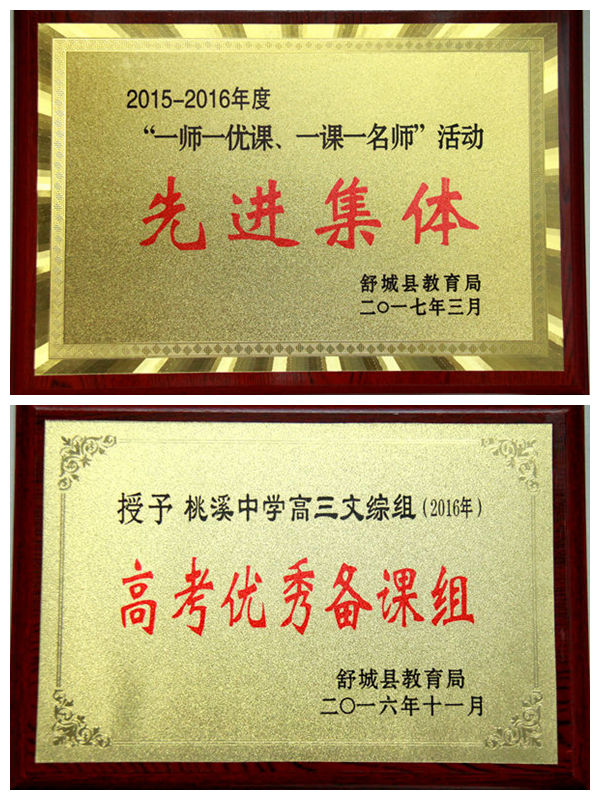 2015-2016年度
“一师一优课、一课一名师”活动
先进集体
舒城县教育局
二〇一七年三月
授予 桃溪中学高三文综组(2016年)
高考优秀备课组
舒城县教育局
二〇一六年十一月